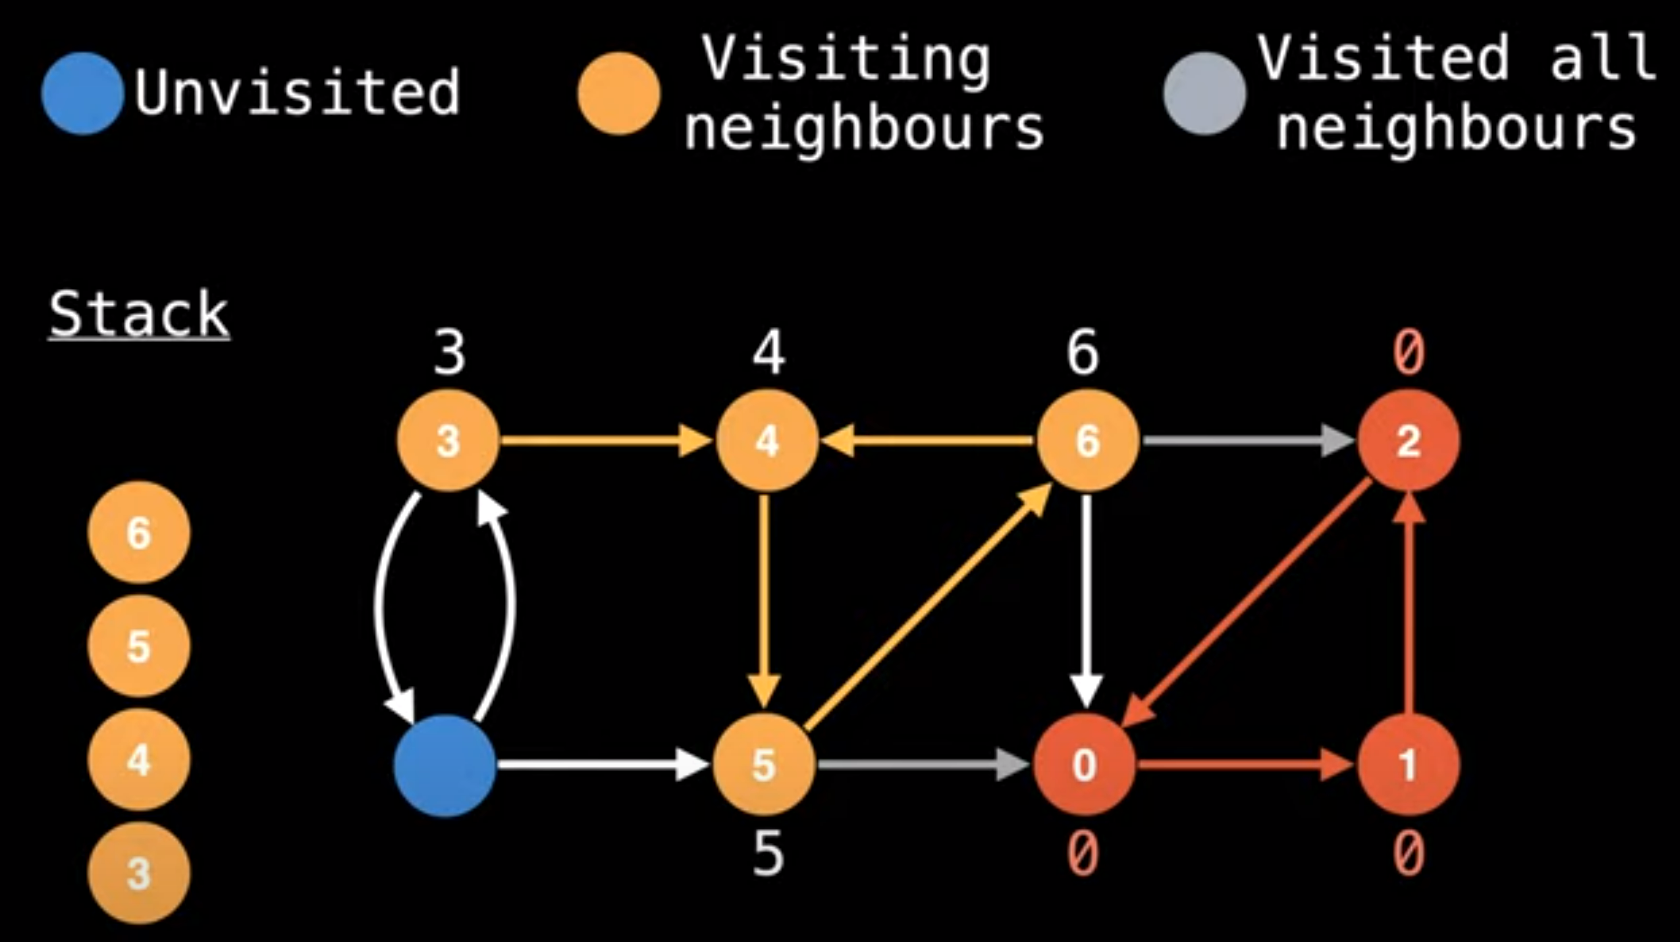 Unvisited
Visiting
neighbours
Visited all
neighbours
Stack
3 4 6 0
3 4 6 2
6
5
4
3
5 0 1
5 0 0